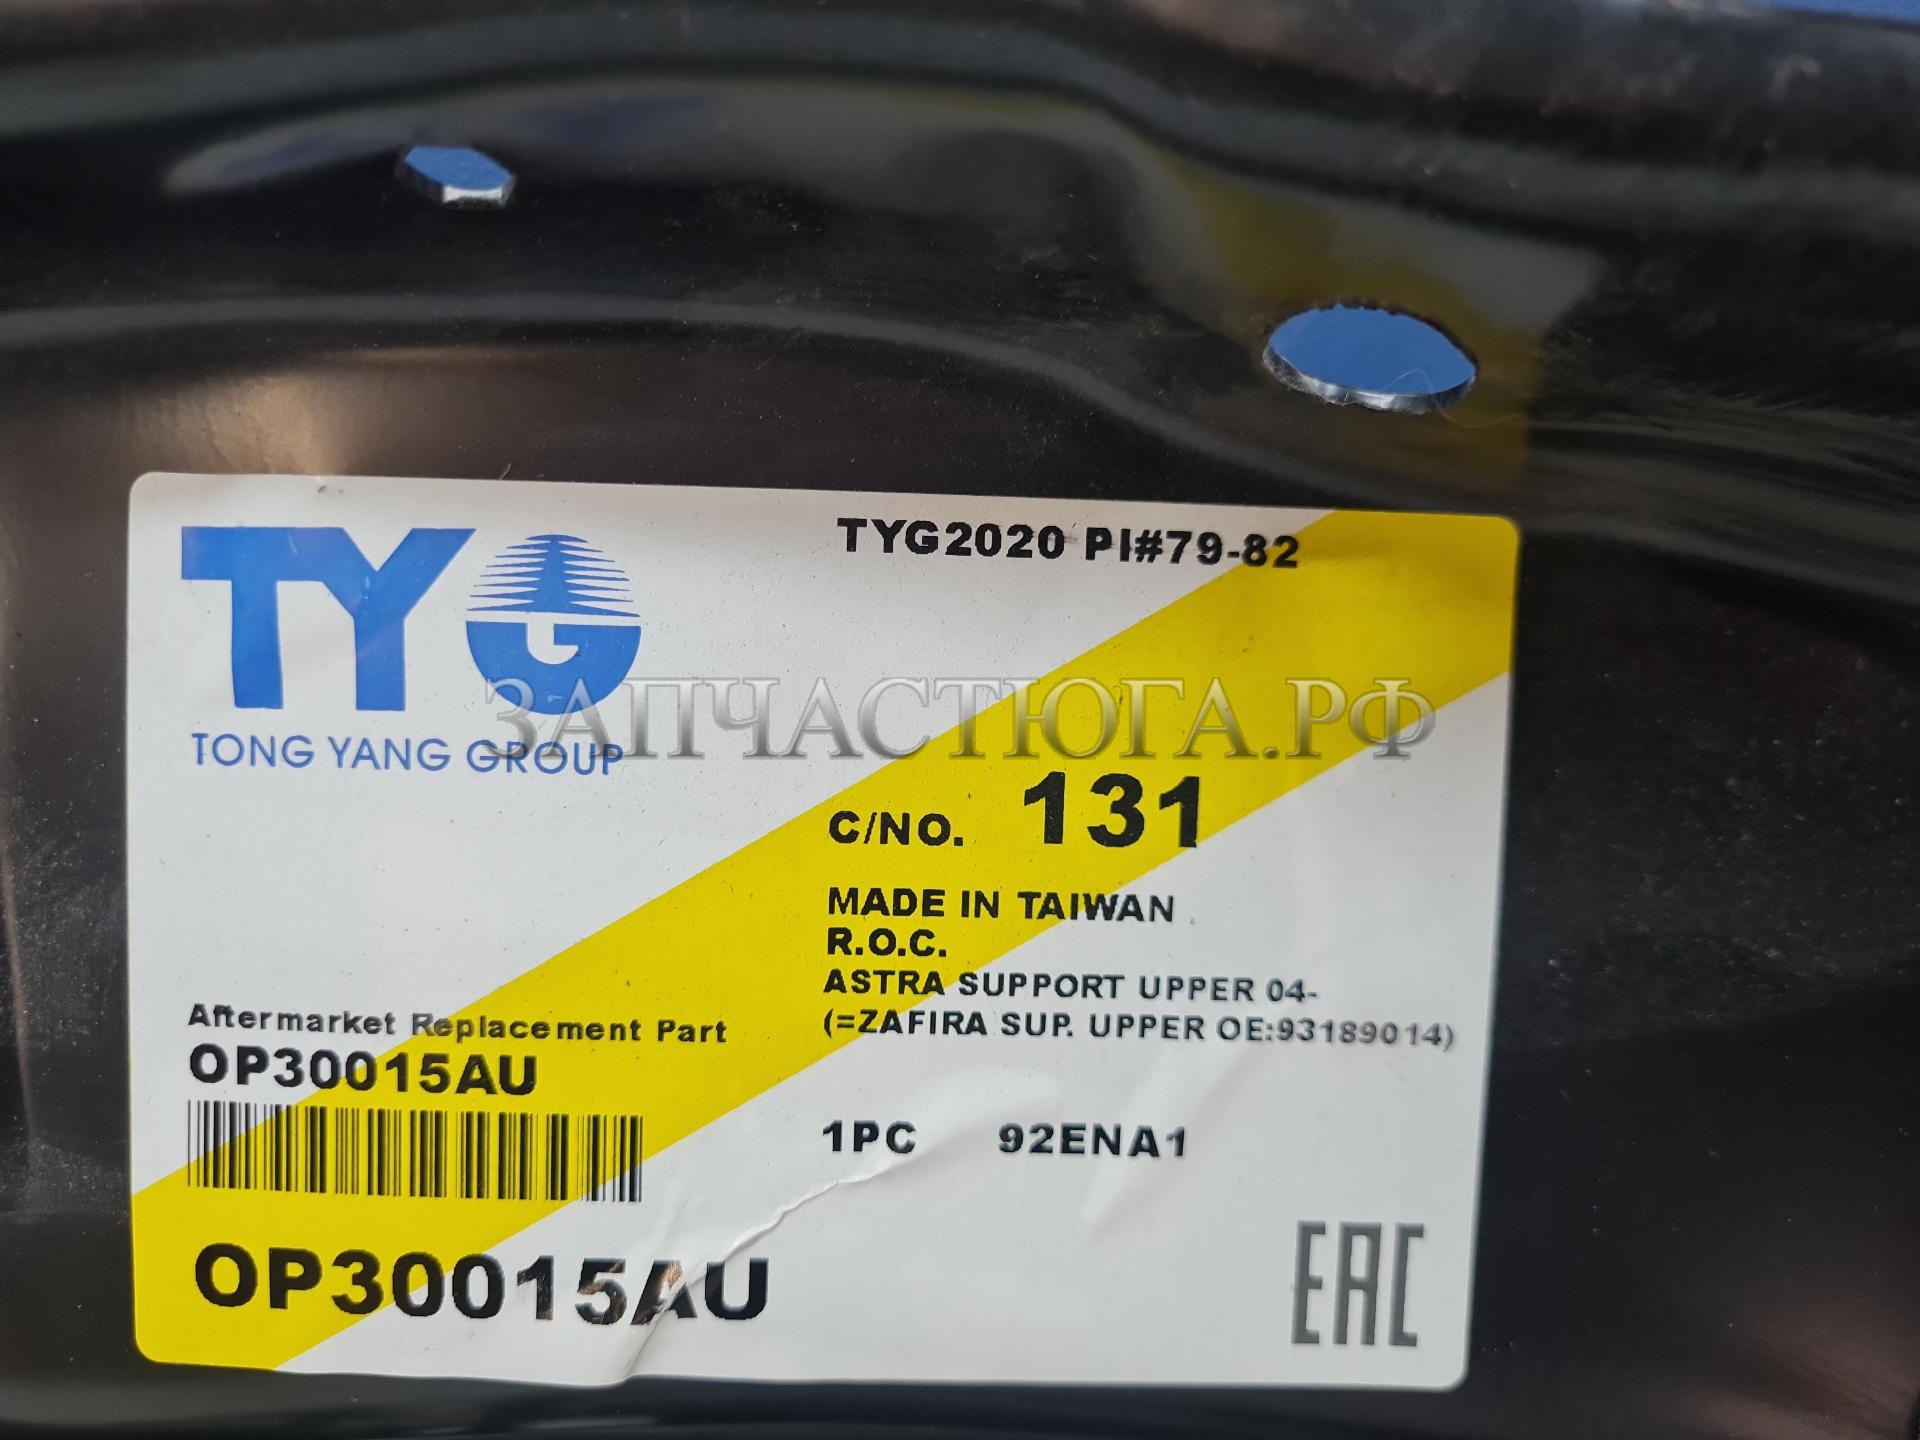 TYG
TONG YANG GROUP
TYG2020 PI#79-82
ЗАПЧАСТЮГА.РФ
C/NO. 131
MADE IN TAIWAN
R.O.C.
ASTRA SUPPORT UPPER 04-
(=ZAFIRA SUP. UPPER OE:93189014)
Aftermarket Replacement Part
OP30015AU
1PC 92ENA1
OP30015AU
EAC